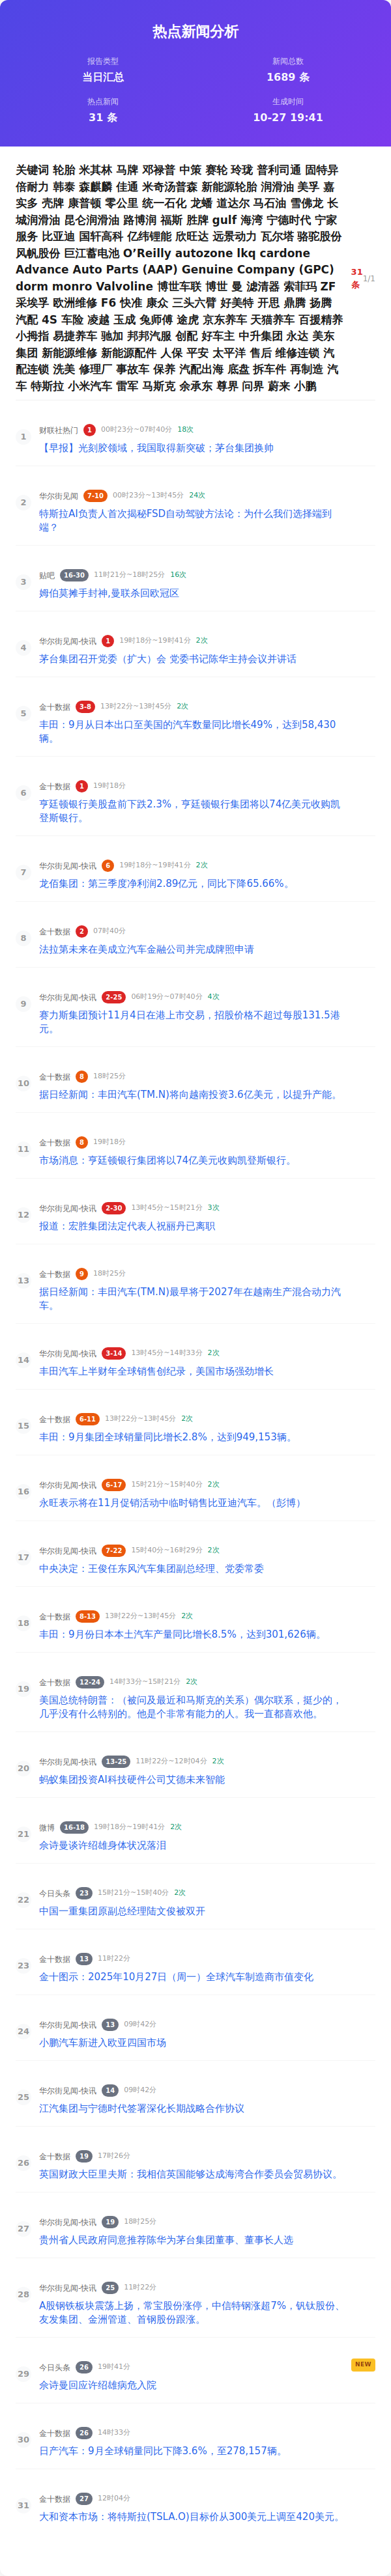 热点新闻分析
报告类型
当日汇总
新闻总数
1689 条
热点新闻
31 条
生成时间
10-27 19:41
关键词 轮胎 米其林 马牌 邓禄普 中策 赛轮 玲珑 普利司通 固特异
倍耐力 韩泰 森麒麟 佳通 米奇汤普森 新能源轮胎 润滑油 美孚 嘉
实多 壳牌 康普顿 零公里 统一石化 龙蟠 道达尔 马石油 雪佛龙 长
城润滑油 昆仑润滑油 路博润 福斯 胜牌 gulf 海湾 宁德时代 宁家
服务 比亚迪 国轩高科 亿纬锂能 欣旺达 远景动力 瓦尔塔 骆驼股份
风帆股份 巨江蓄电池 O’Reilly autozone lkq cardone
Advance Auto Parts (AAP) Genuine Company (GPC)
dorm monro Valvoline 博世车联 博世 曼 滤清器 索菲玛 ZF
采埃孚 欧洲维修 F6 快准 康众 三头六臂 好美特 开思 鼎腾 扬腾
汽配 4S 车险 凌越 玉成 兔师傅 途虎 京东养车 天猫养车 百援精养
小拇指 易捷养车 驰加 邦邦汽服 创配 好车主 中升集团 永达 美东
集团 新能源维修 新能源配件 人保 平安 太平洋 售后 维修连锁 汽
配连锁 洗美 修理厂 事故车 保养 汽配出海 底盘 拆车件 再制造 汽
车 特斯拉 小米汽车 雷军 马斯克 余承东 尊界 问界 蔚来 小鹏
31
条
1/1
1
财联社热门 1 00时23分~07时40分 18次
【早报】光刻胶领域，我国取得新突破；茅台集团换帅
2
华尔街见闻 7-10 00时23分~13时45分 24次
特斯拉AI负责人首次揭秘FSD自动驾驶方法论：为什么我们选择端到
端？
3
贴吧 16-30 11时21分~18时25分 16次
姆伯莫摊手封神,曼联杀回欧冠区
4
华尔街见闻-快讯 1 19时18分~19时41分 2次
茅台集团召开党委（扩大）会 党委书记陈华主持会议并讲话
5
金十数据 3-8 13时22分~13时45分 2次
丰田：9月从日本出口至美国的汽车数量同比增长49%，达到58,430
辆。
6
金十数据 1 19时18分
亨廷顿银行美股盘前下跌2.3%，亨廷顿银行集团将以74亿美元收购凯
登斯银行。
7
华尔街见闻-快讯 6 19时18分~19时41分 2次
龙佰集团：第三季度净利润2.89亿元，同比下降65.66%。
8
金十数据 2 07时40分
法拉第未来在美成立汽车金融公司并完成牌照申请
9
华尔街见闻-快讯 2-25 06时19分~07时40分 4次
赛力斯集团预计11月4日在港上市交易，招股价格不超过每股131.5港
元。
10
金十数据 8 18时25分
据日经新闻：丰田汽车(TM.N)将向越南投资3.6亿美元，以提升产能。
11
金十数据 8 19时18分
市场消息：亨廷顿银行集团将以74亿美元收购凯登斯银行。
12
华尔街见闻-快讯 2-30 13时45分~15时21分 3次
报道：宏胜集团法定代表人祝丽丹已离职
13
金十数据 9 18时25分
据日经新闻：丰田汽车(TM.N)最早将于2027年在越南生产混合动力汽
车。
14
华尔街见闻-快讯 3-14 13时45分~14时33分 2次
丰田汽车上半财年全球销售创纪录，美国市场强劲增长
15
金十数据 6-11 13时22分~13时45分 2次
丰田：9月集团全球销量同比增长2.8%，达到949,153辆。
16
华尔街见闻-快讯 6-17 15时21分~15时40分 2次
永旺表示将在11月促销活动中临时销售比亚迪汽车。（彭博）
17
华尔街见闻-快讯 7-22 15时40分~16时29分 2次
中央决定：王俊任东风汽车集团副总经理、党委常委
18
金十数据 8-13 13时22分~13时45分 2次
丰田：9月份日本本土汽车产量同比增长8.5%，达到301,626辆。
19
金十数据 12-24 14时33分~15时21分 2次
美国总统特朗普：（被问及最近和马斯克的关系）偶尔联系，挺少的，
几乎没有什么特别的。他是个非常有能力的人。我一直都喜欢他。
20
华尔街见闻-快讯 13-25 11时22分~12时04分 2次
蚂蚁集团投资AI科技硬件公司艾德未来智能
21
微博 16-18 19时18分~19时41分 2次
佘诗曼谈许绍雄身体状况落泪
22
今日头条 23 15时21分~15时40分 2次
中国一重集团原副总经理陆文俊被双开
23
金十数据 13 11时22分
金十图示：2025年10月27日（周一）全球汽车制造商市值变化
24
华尔街见闻-快讯 13 09时42分
小鹏汽车新进入欧亚四国市场
25
华尔街见闻-快讯 14 09时42分
江汽集团与宁德时代签署深化长期战略合作协议
26
金十数据 19 17时26分
英国财政大臣里夫斯：我相信英国能够达成海湾合作委员会贸易协议。
27
华尔街见闻-快讯 19 18时25分
贵州省人民政府同意推荐陈华为茅台集团董事、董事长人选
28
华尔街见闻-快讯 25 11时22分
A股钢铁板块震荡上扬，常宝股份涨停，中信特钢涨超7%，钒钛股份、
友发集团、金洲管道、首钢股份跟涨。
29
今日头条 26 19时41分
NEW
佘诗曼回应许绍雄病危入院
30
金十数据 26 14时33分
日产汽车：9月全球销量同比下降3.6%，至278,157辆。
31
金十数据 27 12时04分
大和资本市场：将特斯拉(TSLA.O)目标价从300美元上调至420美元。